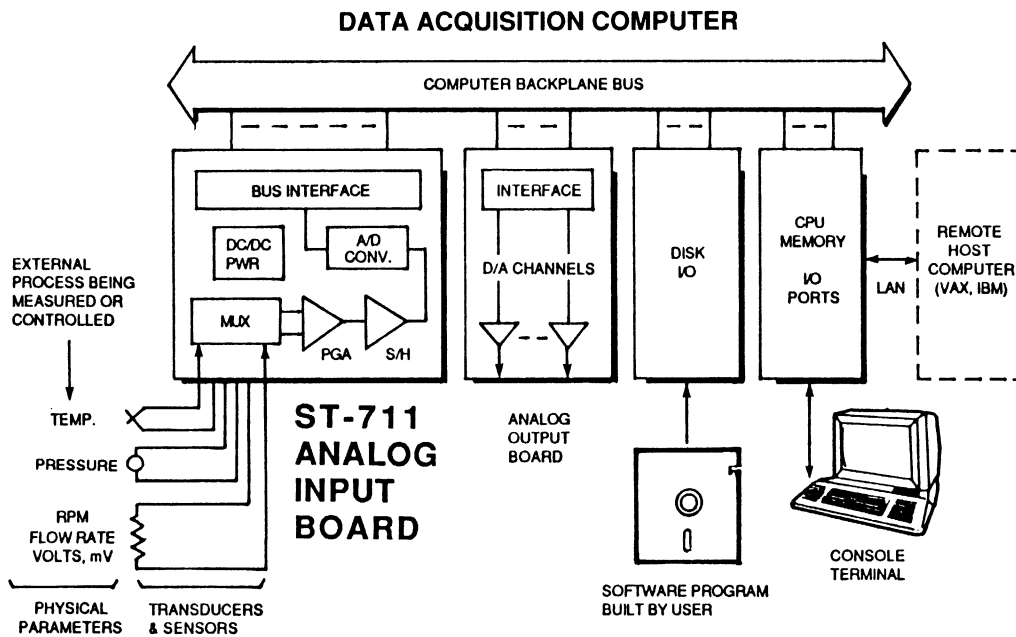 DATA ACQUISITION COMPUTER
COMPUTER BACKPLANE BUS
BUS INTERFACE
DC/DC
PWR
A/D
CONV.
MUX
PGA
S/H
INTERFACE
D/A CHANNELS
DISK
I/O
CPU
MEMORY
I/O
PORTS
LAN
REMOTE
HOST
COMPUTER
(VAX, IBM)
EXTERNAL
PROCESS BEING
MEASURED OR
CONTROLLED
TEMP.
PRESSURE
RPM
FLOW RATE
VOLTS, mV
PHYSICAL
PARAMETERS
TRANSDUCERS
& SENSORS
ST-711
ANALOG
INPUT
BOARD
ANALOG
OUTPUT
BOARD
SOFTWARE PROGRAM
BUILT BY USER
CONSOLE
TERMINAL